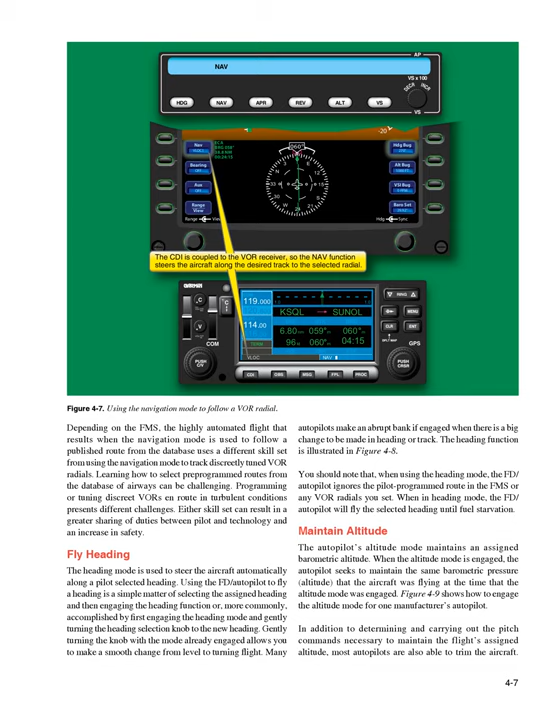 AP
NAV
VS x 100
DECR
INCR
HDG
NAV
APR
REV
ALT
VS
VS
-20
Nav
060°
Hdg Bug
Bearing
Alt Bug
Aux
VSI Bug
Range
View
Baro Set
Range
View
Hdg
Sync
The CDI is coupled to the VOR receiver, so the NAV function
steers the aircraft along the desired track to the selected radial.
GARMIN
C
V
COM
PUSH
C/V
119.000
114.00
KSQL
SUNOL
6.80
059°
060°
96
060°
04:15
VLOC
NAV
CDI
OBS
MSG
FPL
PROC
RNG
MENU
CLR
ENT
GPS
PUSH
CRSR
Figure 4-7. Using the navigation mode to follow a VOR radial.
Depending on the FMS, the highly automated flight that
results when the navigation mode is used to follow a
published route from the database uses a different skill set
from using the navigation mode to track discreetly tuned VOR
radials. Learning how to select preprogrammed routes from
the database of airways can be challenging. Programming
or tuning discreet VORs en route in turbulent conditions
presents different challenges. Either skill set can result in a
greater sharing of duties between pilot and technology and
an increase in safety.
Fly Heading
The heading mode is used to steer the aircraft automatically
along a pilot selected heading. Using the FD/autopilot to fly
a heading is a simple matter of selecting the assigned heading
and then engaging the heading function or, more commonly,
accomplished by first engaging the heading mode and gently
turning the heading selection knob to the new heading. Gently
turning the knob with the mode already engaged allows you
to make a smooth change from level to turning flight. Many
autopilots make an abrupt bank if engaged when there is a big
change to be made in heading or track. The heading function
is illustrated in Figure 4-8.
You should note that, when using the heading mode, the FD/
autopilot ignores the pilot-programmed route in the FMS or
any VOR radials you set. When in heading mode, the FD/
autopilot will fly the selected heading until fuel starvation.
Maintain Altitude
The autopilot's altitude mode maintains an assigned
barometric altitude. When the altitude mode is engaged, the
autopilot seeks to maintain the same barometric pressure
(altitude) that the aircraft was flying at the time that the
altitude mode was engaged. Figure 4-9 shows how to engage
the altitude mode for one manufacturer's autopilot.
In addition to determining and carrying out the pitch
commands necessary to maintain the flight's assigned
altitude, most autopilots are also able to trim the aircraft.
4-7